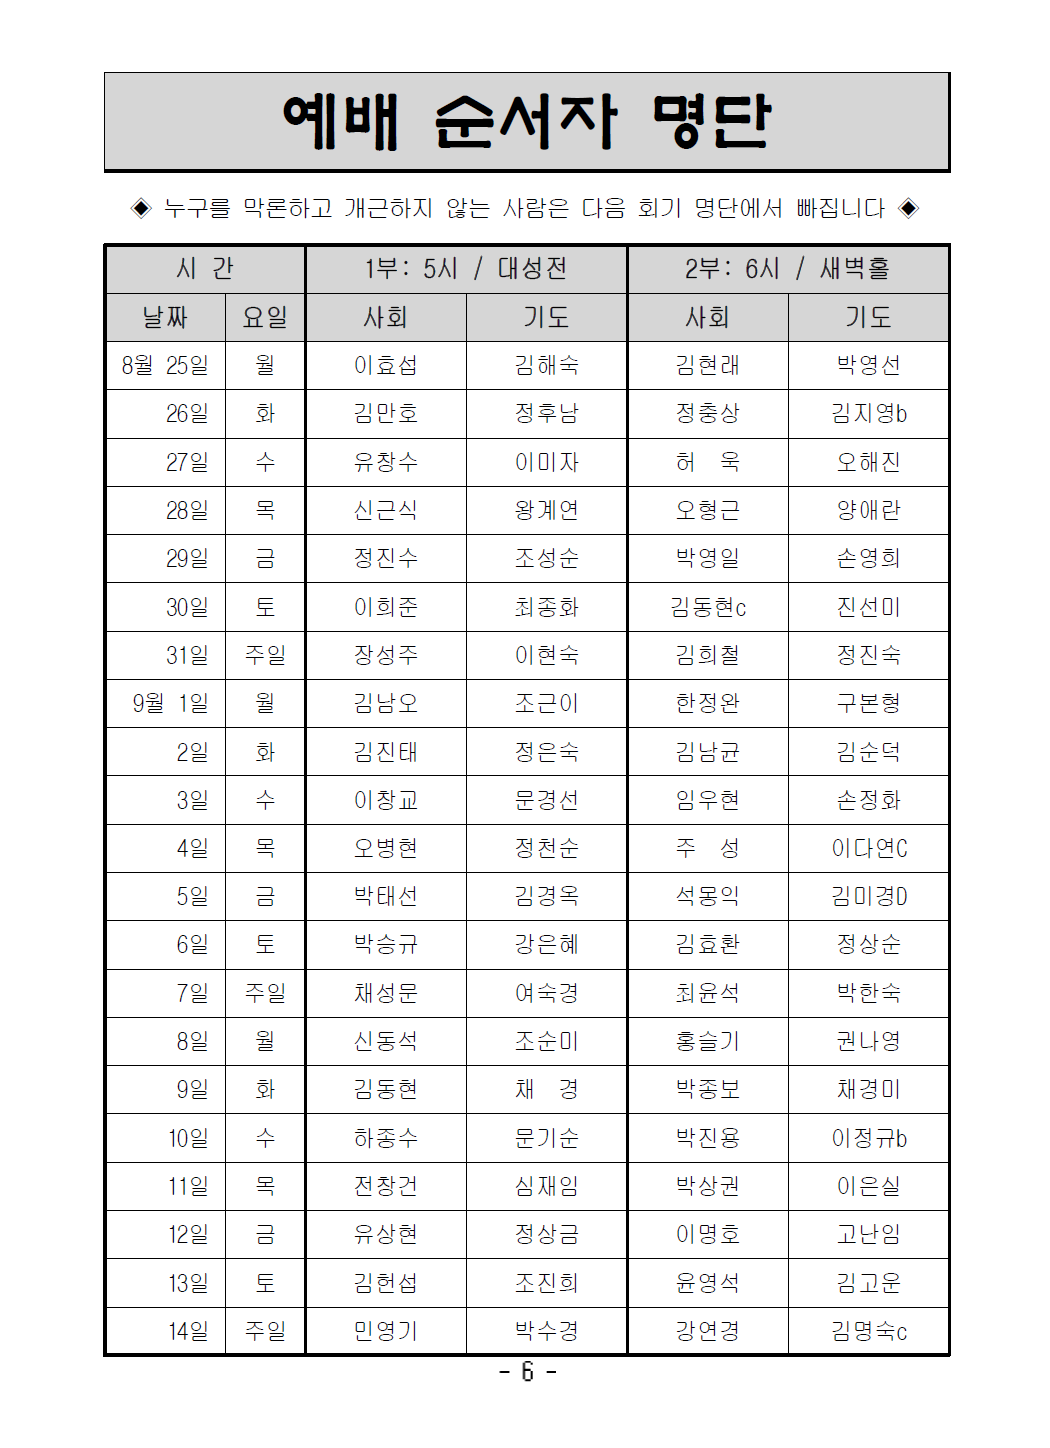 예배 순서자 명단
◈ 누구를 막론하고 개근하지 않는 사람은 다음 회기 명단에서 빠집니다 ◈
시 간 1부: 5시 / 대성전 2부: 6시 / 새벽홀
날짜 요일 사회 기도 사회 기도
8월 25일 월 이효섭 김해숙 김현래 박영선
26일 화 김만호 정후남 정충상 김지영b
27일 수 유창수 이미자 허 욱 오해진
28일 목 신근식 왕계연 오형근 양애란
29일 금 정진수 조성순 박영일 손영희
30일 토 이희준 최종화 김동현c 진선미
31일 주일 장성주 이현숙 김희철 정진숙
9월 1일 월 김남오 조근이 한정완 구본형
2일 화 김진태 정은숙 김남균 김순덕
3일 수 이창교 문경선 임우현 손정화
4일 목 오병현 정천순 주 성 이다연C
5일 금 박태선 김경옥 석몽익 김미경D
6일 토 박승규 강은혜 김효환 정상순
7일 주일 채성문 여숙경 최윤석 박한숙
8일 월 신동석 조순미 홍슬기 권나영
9일 화 김동현 채 경 박종보 채경미
10일 수 하종수 문기순 박진용 이정규b
11일 목 전창건 심재임 박상권 이은실
12일 금 유상현 정상금 이명호 고난임
13일 토 김헌섭 조진희 윤영석 김고운
14일 주일 민영기 박수경 강연경 김명숙c
- 6 -